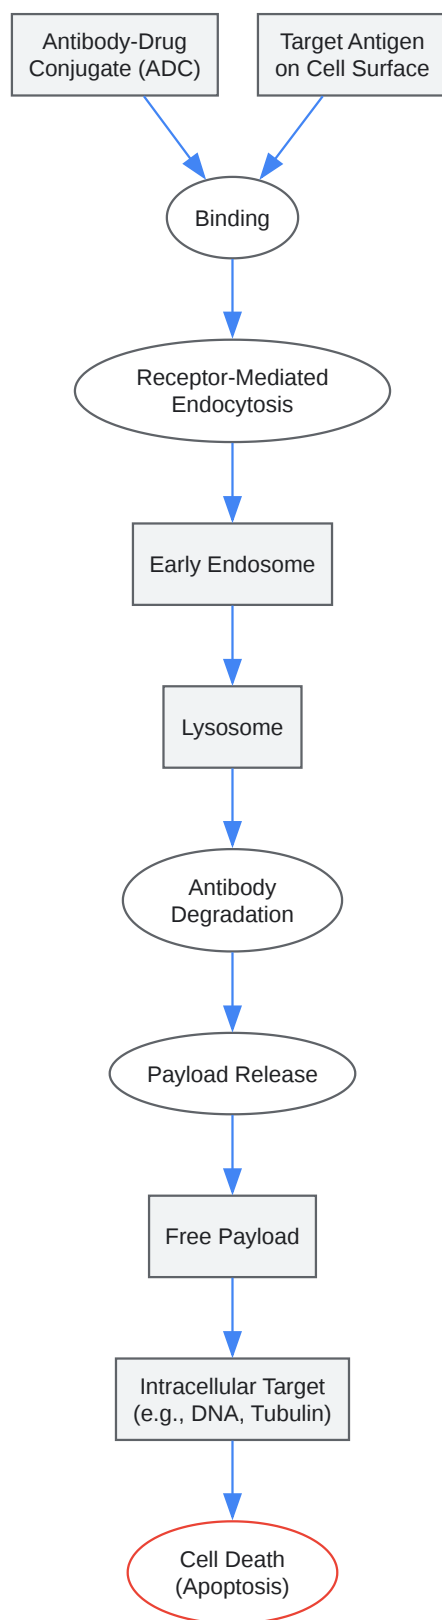 Antibody-Drug
Conjugate (ADC)
Target Antigen
on Cell Surface
Binding
Receptor-Mediated
Endocytosis
Early Endosome
Lysosome
Antibody
Degradation
Payload Release
Free Payload
Intracellular Target
(e.g., DNA, Tubulin)
Cell Death
(Apoptosis)